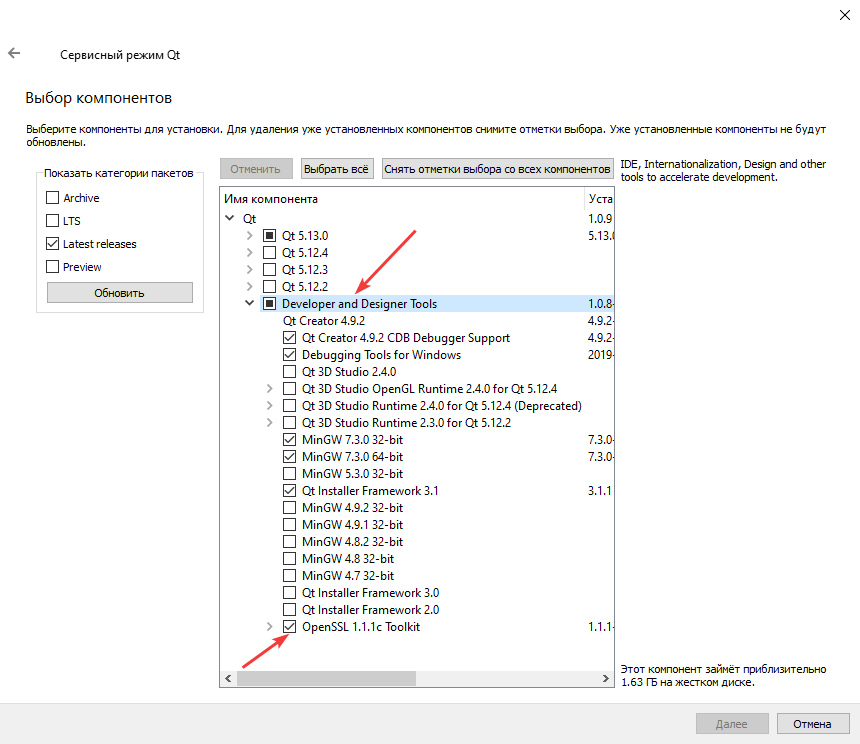 Сервисный режим Qt
Выбор компонентов
Выберите компоненты для установки. Для удаления уже установленных компонентов снимите отметки выбора. Уже установленные компоненты не будут
обновлены.
Показать категории пакетов
Archive
LTS
Latest releases
Preview
Обновить
Отменить
Выбрать всё
Снять отметки выбора со всех компонентов
Имя компонента Уста
Qt 1.0.9
Qt 5.13.0 5.13.0
Qt 5.12.4
Qt 5.12.3
Qt 5.12.2
Developer and Designer Tools 1.0.8-
Qt Creator 4.9.2 4.9.2-
Qt Creator 4.9.2 CDB Debugger Support 4.9.2-
Debugging Tools for Windows 2019-
Qt 3D Studio 2.4.0
Qt 3D Studio OpenGL Runtime 2.4.0 for Qt 5.12.4
Qt 3D Studio Runtime 2.4.0 for Qt 5.12.4 (Deprecated)
Qt 3D Studio Runtime 2.3.0 for Qt 5.12.2
MinGW 7.3.0 32-bit 7.3.0-
MinGW 7.3.0 64-bit 7.3.0-
MinGW 5.3.0 32-bit
Qt Installer Framework 3.1 3.1.1
MinGW 4.9.2 32-bit
MinGW 4.9.1 32-bit
MinGW 4.8.2 32-bit
MinGW 4.8 32-bit
MinGW 4.7 32-bit
Qt Installer Framework 3.0
Qt Installer Framework 2.0
OpenSSL 1.1.1c Toolkit 1.1.1-
IDE, Internationalization, Design and other
tools to accelerate development.
Этот компонент займёт приблизительно
1.63 ГБ на жестком диске.
Далее
Отмена